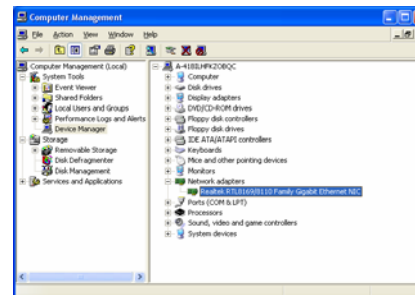 Computer Management
File Action View Window Help
Computer Management (Local)
System Tools
Event Viewer
Shared Folders
Local Users and Groups
Performance Logs and Alerts
Device Manager
Storage
Removable Storage
Disk Defragmenter
Disk Management
Services and Applications
Computer
Disk drives
Display adapters
DVD/CD-ROM drives
Floppy disk controllers
Floppy disk drives
IDE ATA/ATAPI controllers
Keyboards
Mice and other pointing devices
Monitors
Network adapters
Realtek RTL8169/8110 Family Gigabit Ethernet NIC
Ports (COM & LPT)
Processors
Sound, video and game controllers
System devices